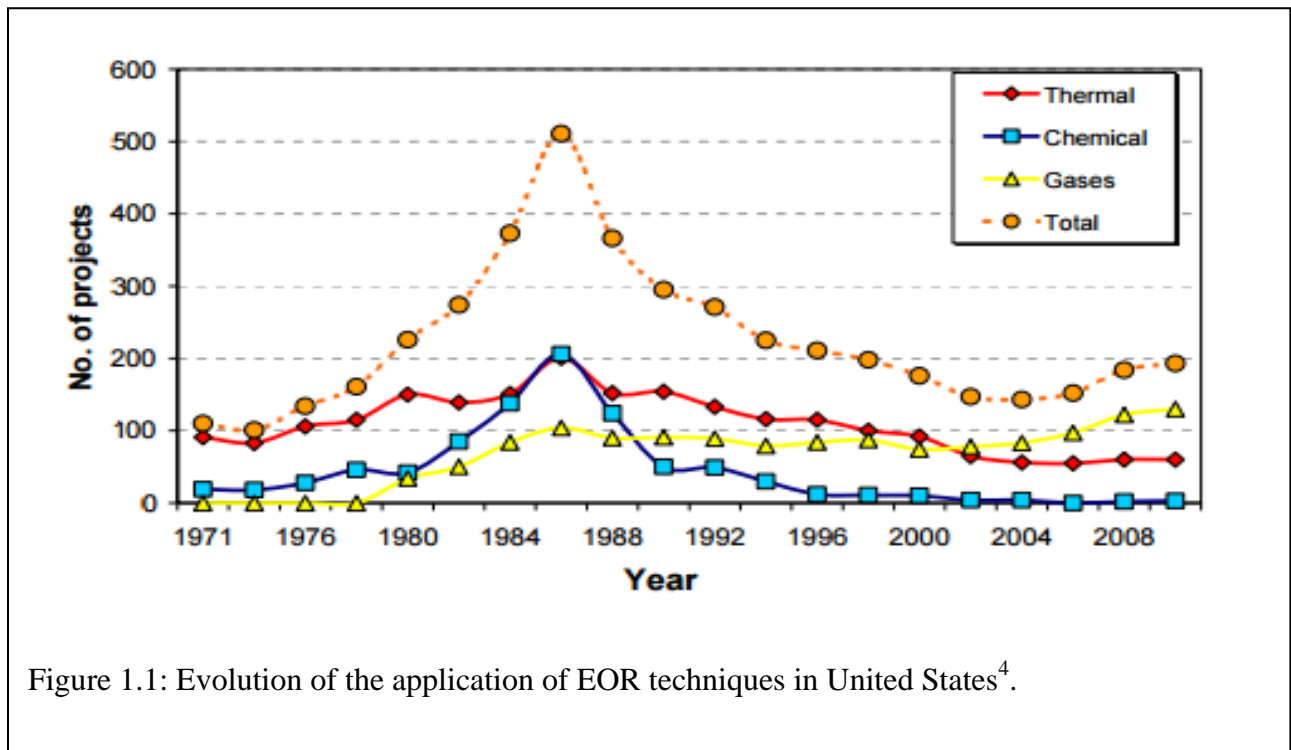 600
500
400
300
200
100
0
No. of projects
Thermal
Chemical
Gases
Total
1971 1976 1980 1984 1988 1992 1996 2000 2004 2008
Year
Figure 1.1: Evolution of the application of EOR techniques in United States⁴.